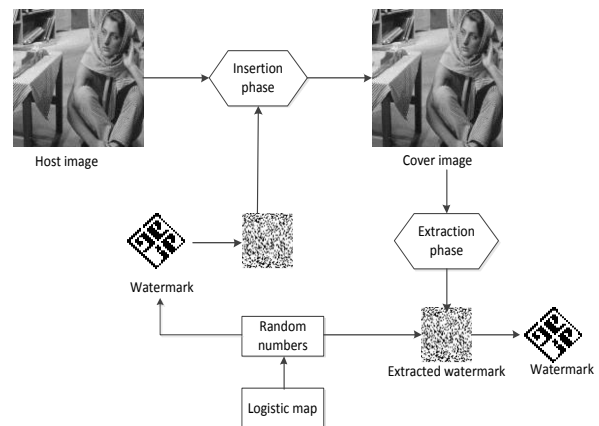 Insertion
phase
Host image
Cover image
Extraction
phase
Watermark
Random
numbers
Extracted watermark
Watermark
Logistic map